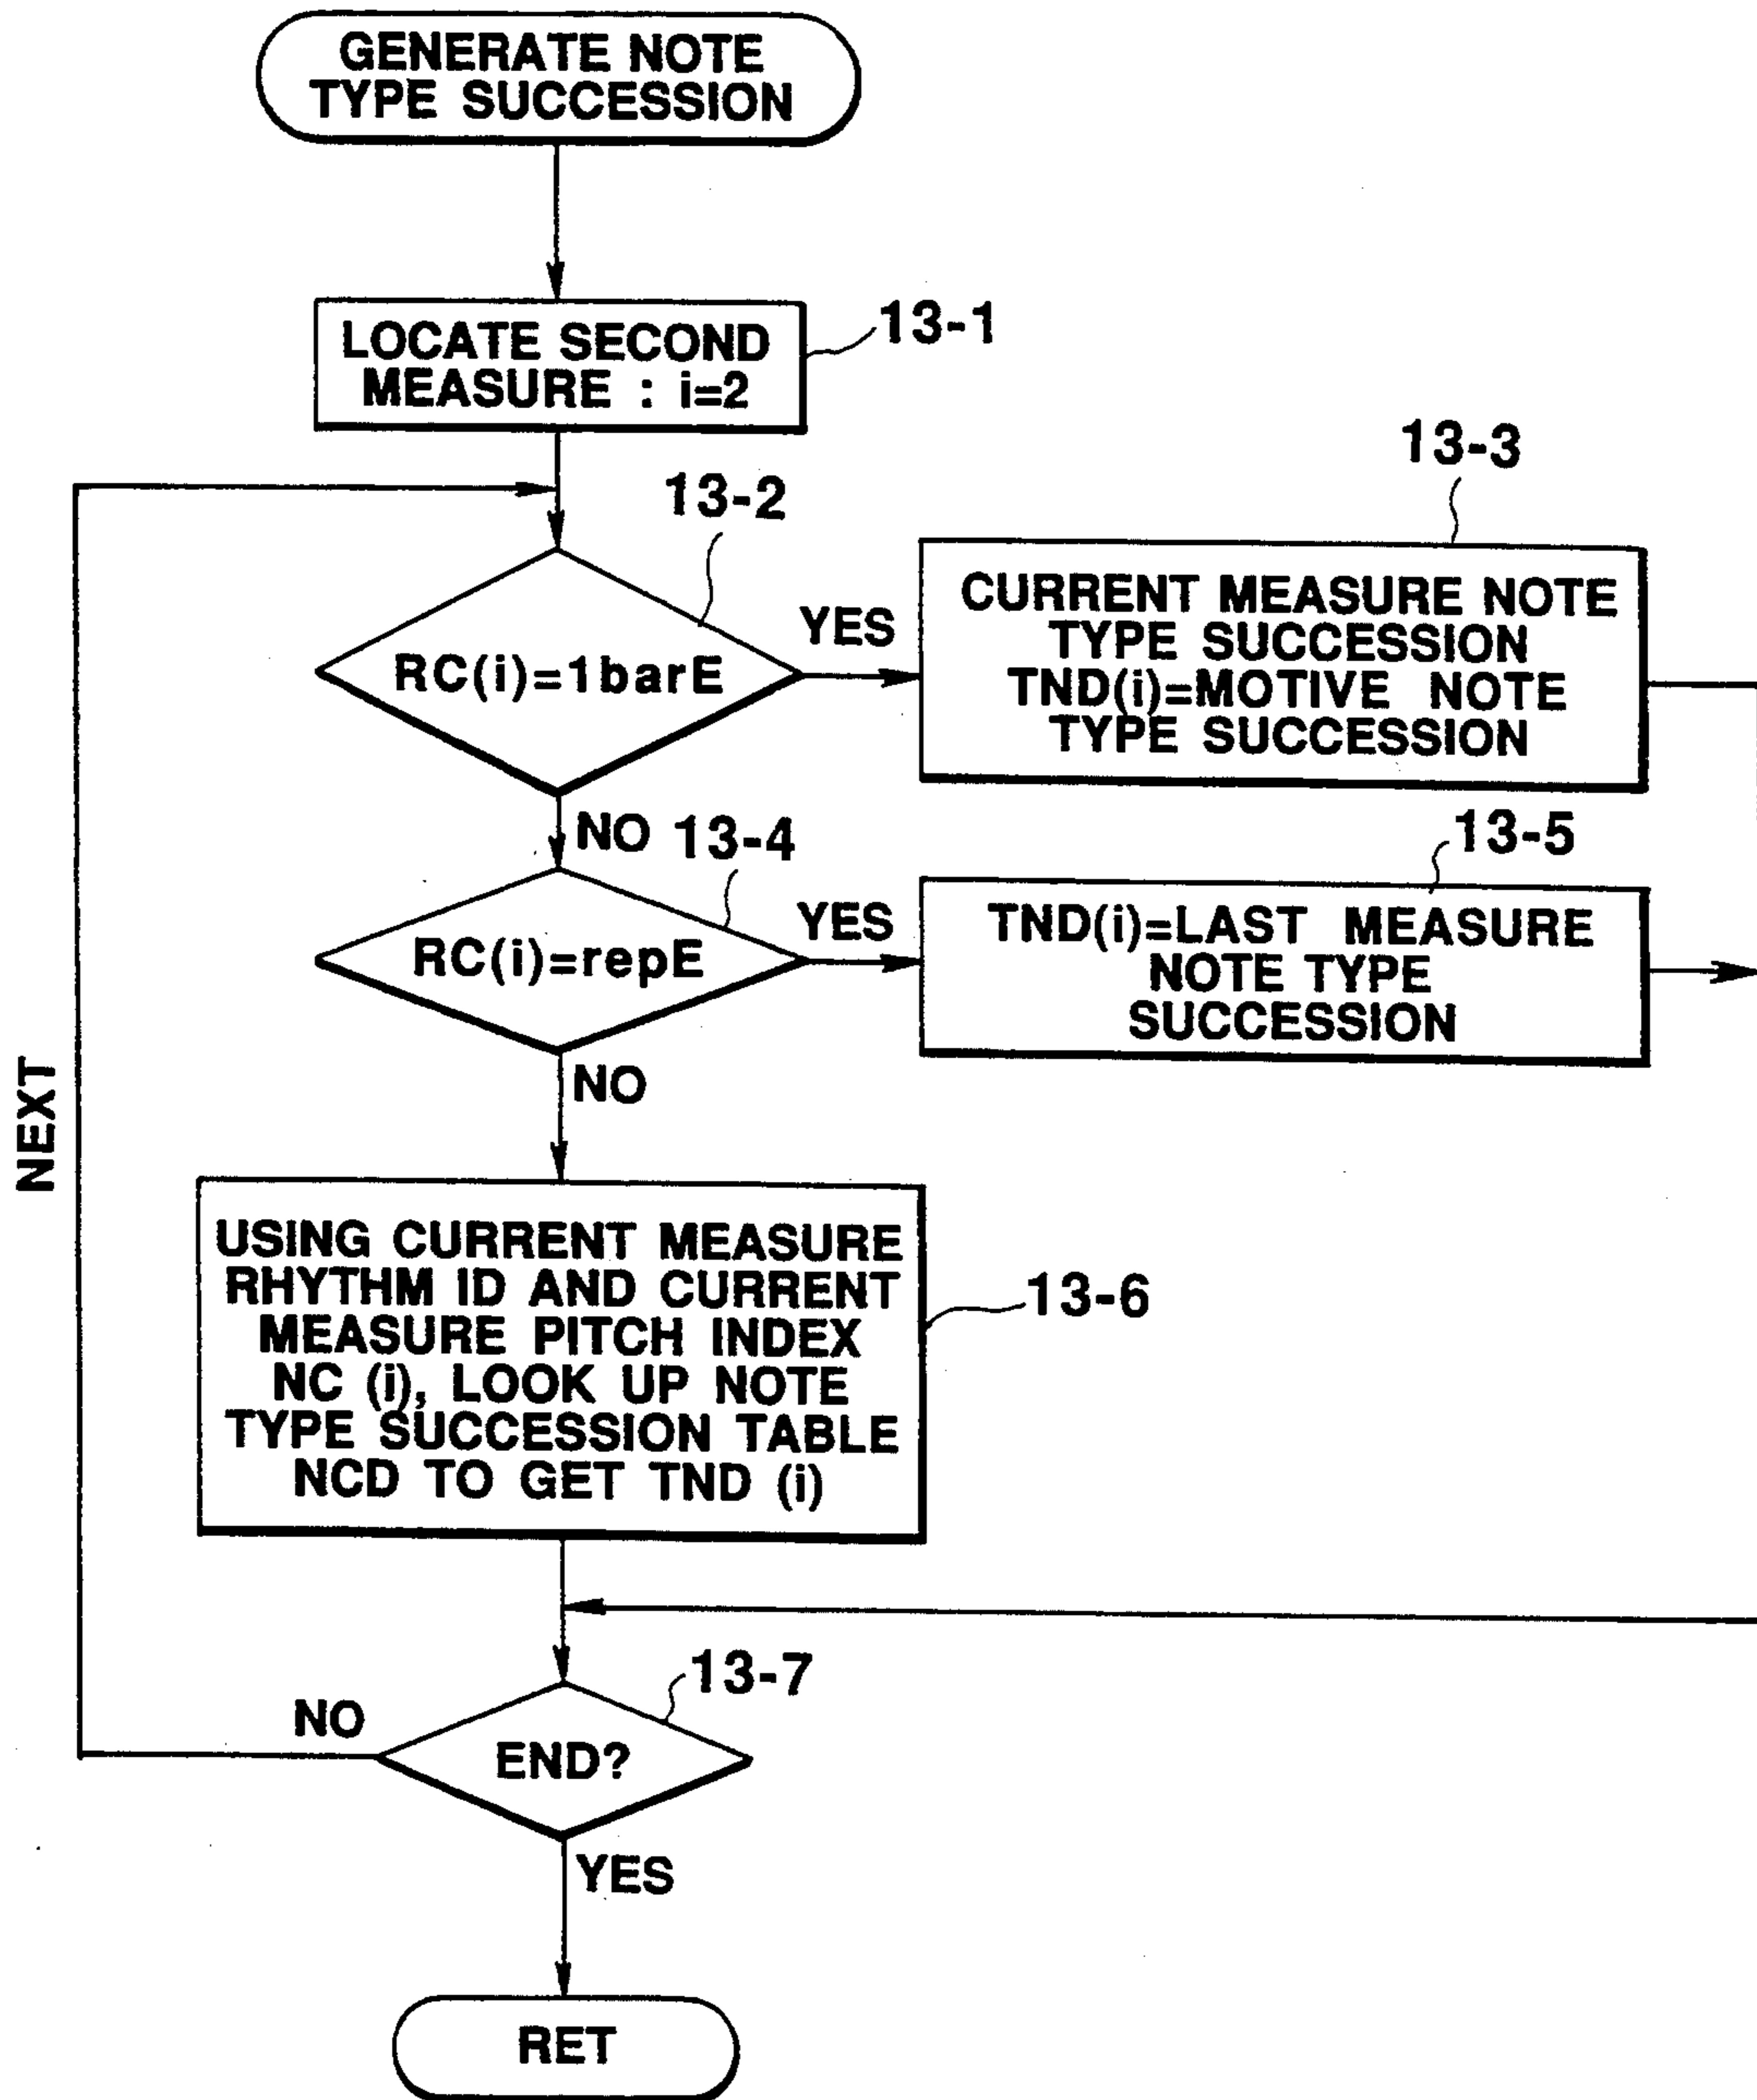 GENERATE NOTE
TYPE SUCCESSION
LOCATE SECOND
MEASURE : i=2
13-1
13-2
RC(i)=1barE
YES
13-3
CURRENT MEASURE NOTE
TYPE SUCCESSION
TND(i)=MOTIVE NOTE
TYPE SUCCESSION
NO
13-4
RC(i)=repE
YES
13-5
TND(i)=LAST MEASURE
NOTE TYPE
SUCCESSION
NO
NEXT
USING CURRENT MEASURE
RHYTHM ID AND CURRENT
MEASURE PITCH INDEX
NC (i), LOOK UP NOTE
TYPE SUCCESSION TABLE
NCD TO GET TND (i)
13-6
13-7
NO
END?
YES
RET